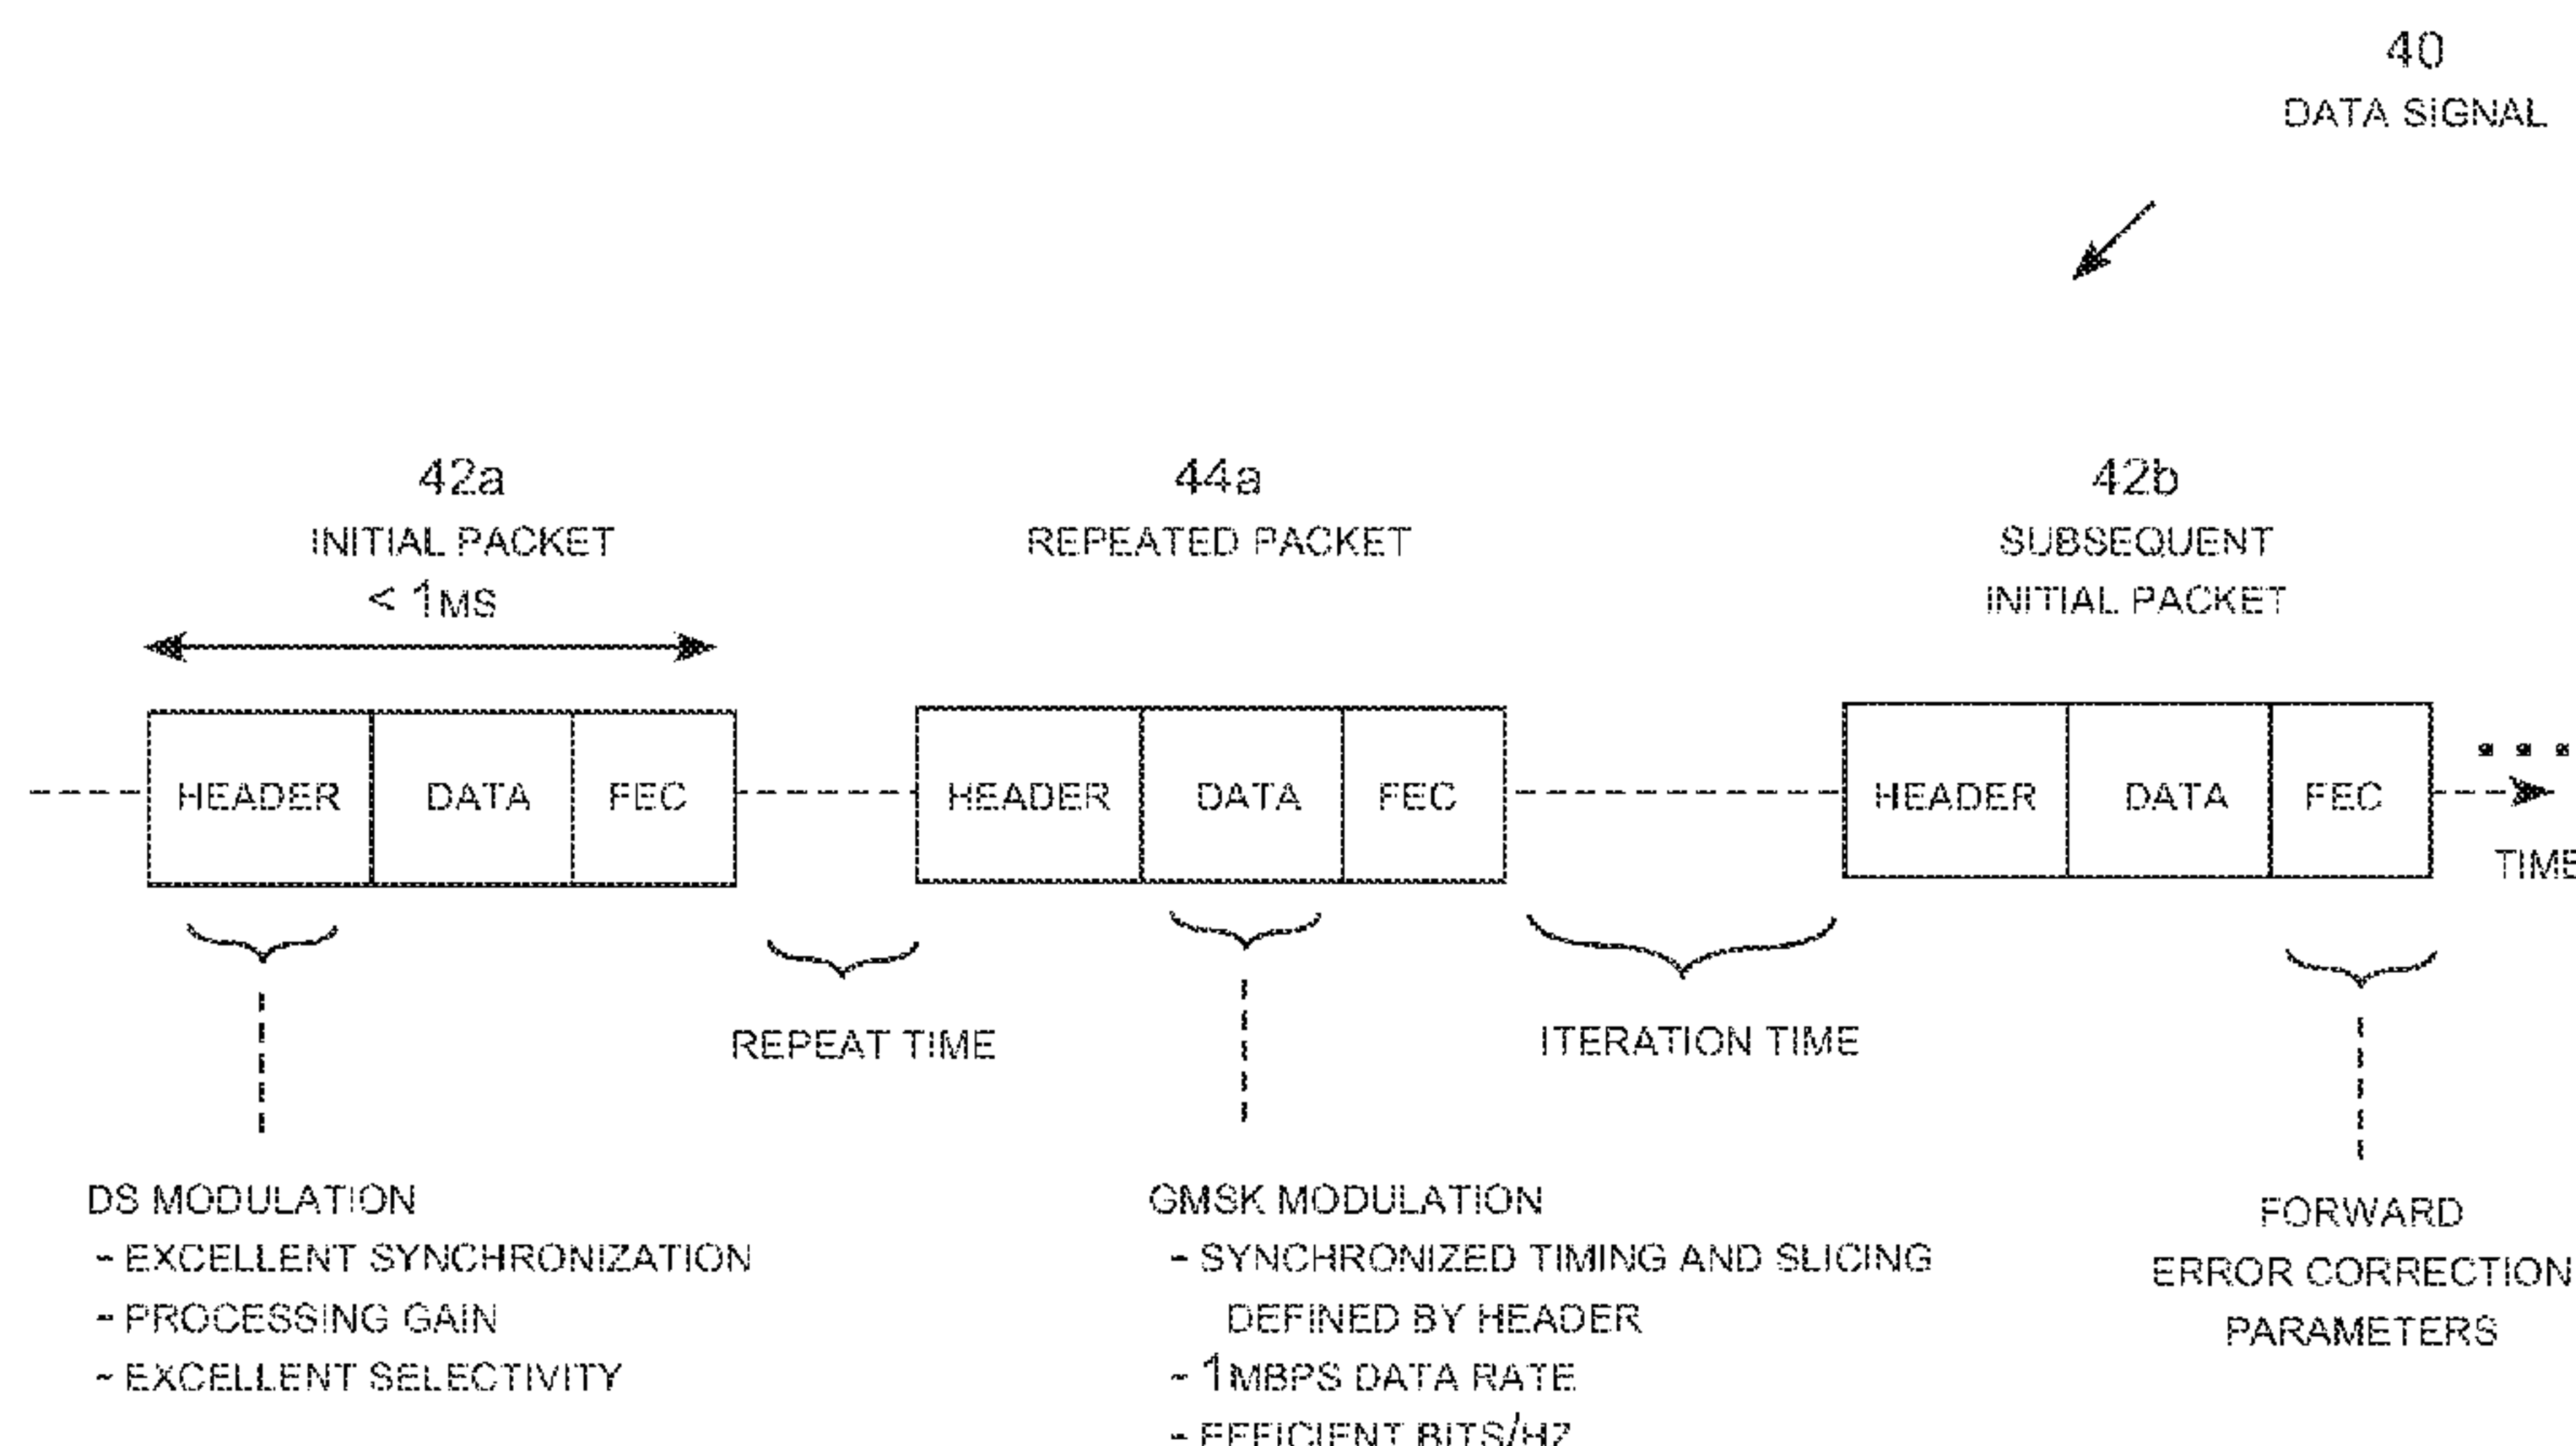 40
DATA SIGNAL
42a
INITIAL PACKET
< 1MS
44a
REPEATED PACKET
42b
SUBSEQUENT
INITIAL PACKET
HEADER DATA FEC
HEADER DATA FEC
HEADER DATA FEC
TIME
REPEAT TIME
ITERATION TIME
DS MODULATION
- EXCELLENT SYNCHRONIZATION
- PROCESSING GAIN
- EXCELLENT SELECTIVITY
GMSK MODULATION
- SYNCHRONIZED TIMING AND SLICING
DEFINED BY HEADER
- 1MBPS DATA RATE
- EFFICIENT BITS/HZ
FORWARD
ERROR CORRECTION
PARAMETERS